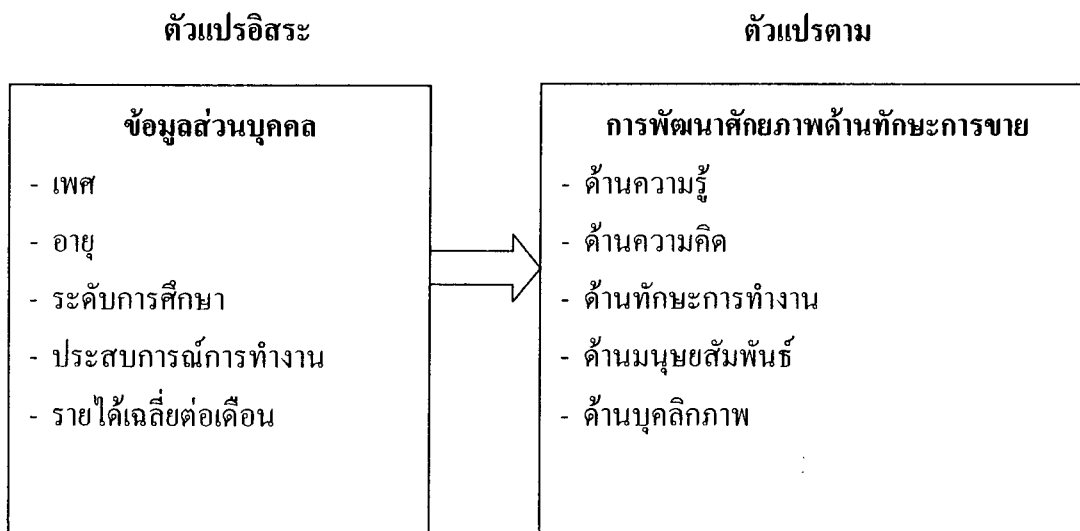 ตัวแปรอิสระ
ตัวแปรตาม
ข้อมูลส่วนบุคคล
- เพศ
- อายุ
- ระดับการศึกษา
- ประสบการณ์การทำงาน
- รายได้เฉลี่ยต่อเดือน
การพัฒนาศักยภาพด้านทักษะการขาย
- ด้านความรู้
- ด้านความคิด
- ด้านทักษะการทำงาน
- ด้านมนุษยสัมพันธ์
- ด้านบุคลิกภาพ